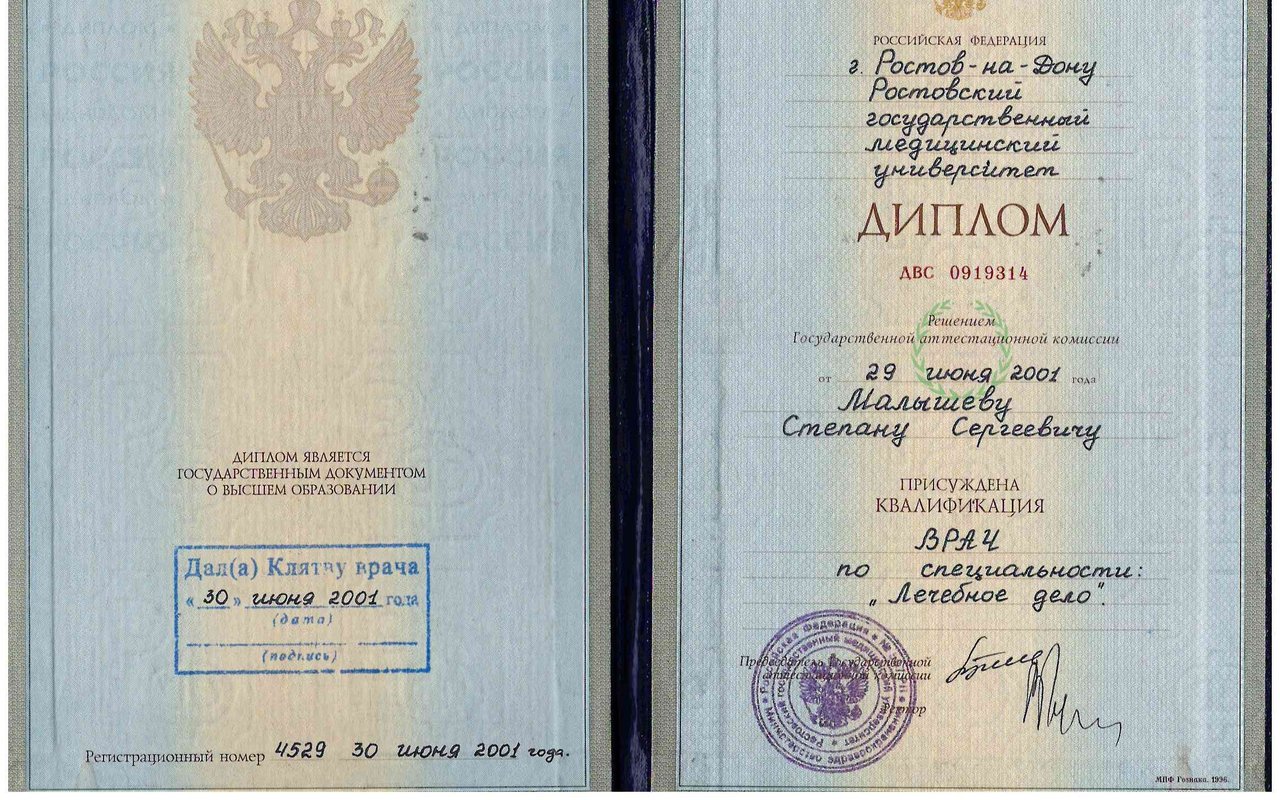 ДИПЛОМ ЯВЛЯЕТСЯ
ГОСУДАРСТВЕННЫМ ДОКУМЕНТОМ
О ВЫСШЕМ ОБРАЗОВАНИИ
Дал(а) Клятву врача
« 30 » июня 2001 года
(дата)
(подпись)
Регистрационный номер 4529 30 июня 2001 года.
РОССИЙСКАЯ ФЕДЕРАЦИЯ
г. Ростов-на-Дону
Ростовский
государственный
медицинский
университет
ДИПЛОМ
ДВС 0919314
Решением
Государственной аттестационной комиссии
от 29 июня 2001 года
Малышеву
Степану Сергеевичу
ПРИСУЖДЕНА
КВАЛИФИКАЦИЯ
ВРАЧ
по специальности:
„Лечебное дело".
Председатель Государственной
аттестационной комиссии
Ректор
МПФ Гознака. 1996.